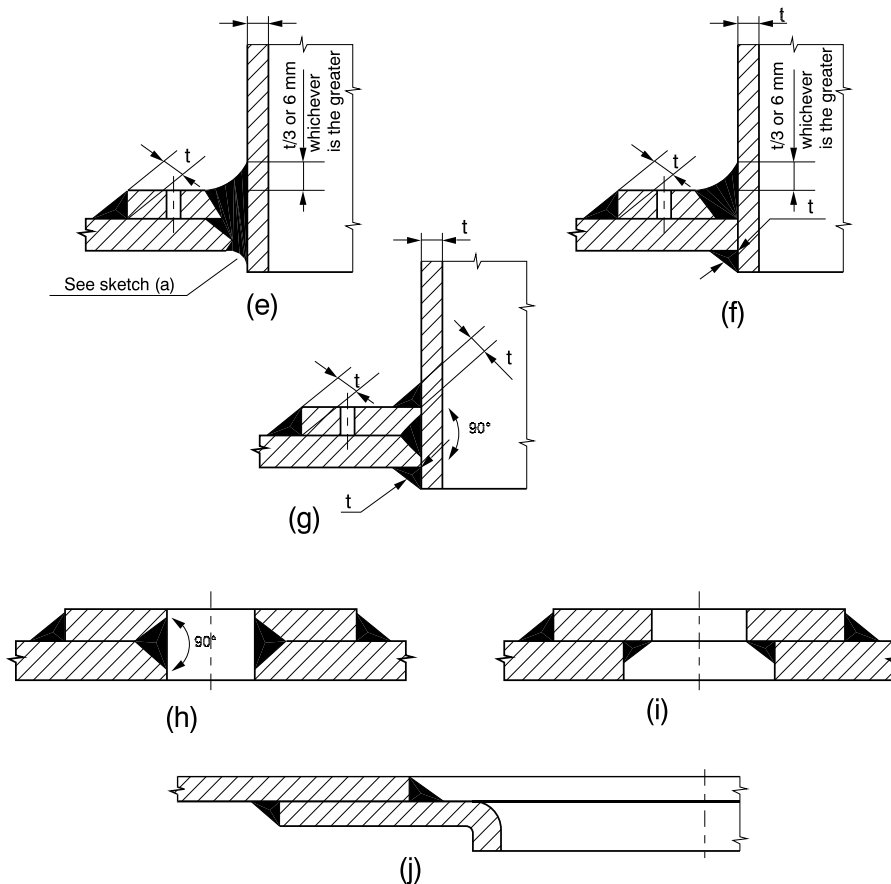 t
t/3 or 6 mm
whichever
is the greater
t
See sketch (a)
(e)
t
t/3 or 6 mm
whichever
is the greater
t
t
(f)
t
t
t
90°
t
(g)
90°
(h)
(i)
(j)